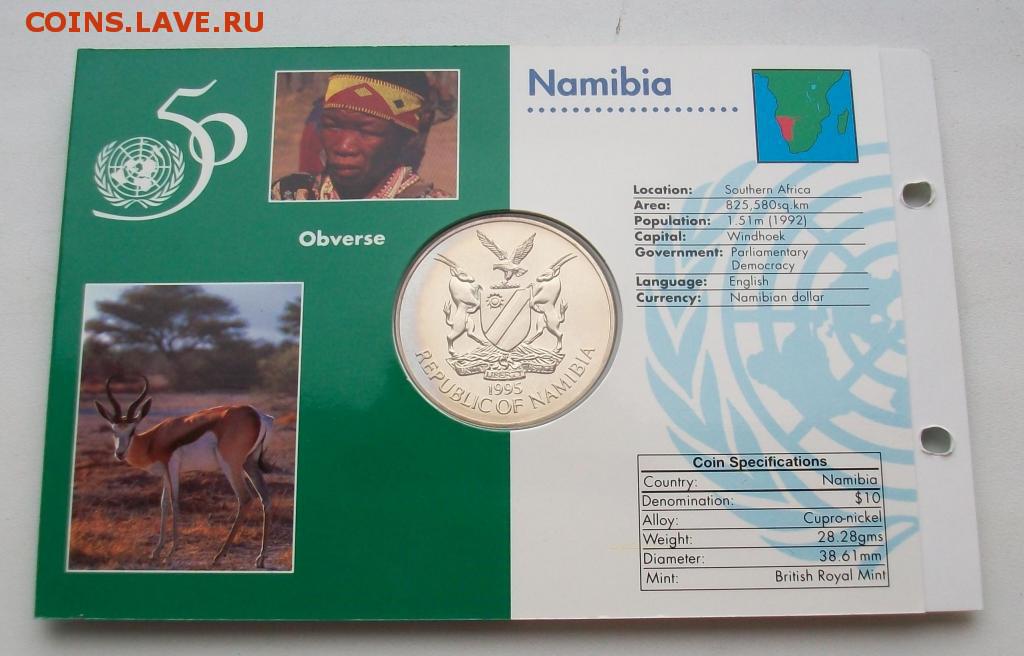 COINS.LAVE.RU
50
Obverse
Namibia
Location: Southern Africa
Area: 825,580sq.km
Population: 1.51m (1992)
Capital: Windhoek
Government: Parliamentary
Democracy
Language: English
Currency: Namibian dollar
1995
REPUBLIC OF NAMIBIA
Coin Specifications
Country: Namibia
Denomination: $10
Alloy: Cupro-nickel
Weight: 28.28gms
Diameter: 38.61mm
Mint: British Royal Mint